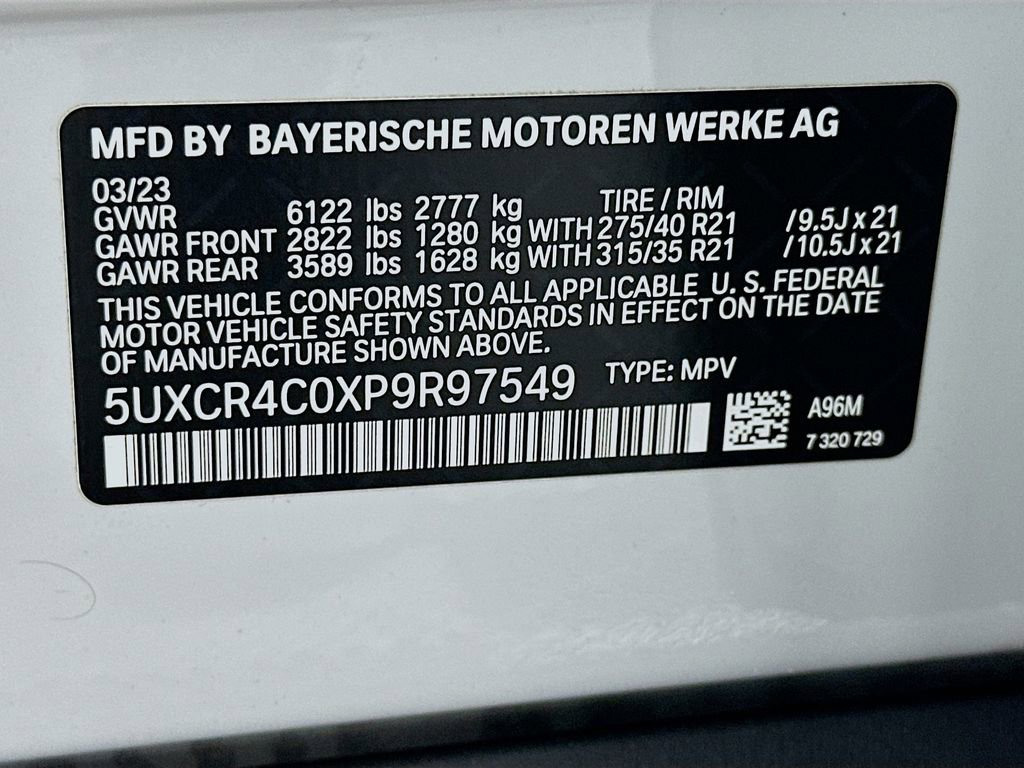 MFD BY BAYERISCHE MOTOREN WERKE AG
03/23 TIRE / RIM
GVWR 6122 lbs 2777 kg
GAWR FRONT 2822 lbs 1280 kg WITH 275/40 R21 /9.5J x 21
GAWR REAR 3589 lbs 1628 kg WITH 315/35 R21 /10.5J x 21
THIS VEHICLE CONFORMS TO ALL APPLICABLE U. S. FEDERAL
MOTOR VEHICLE SAFETY STANDARDS IN EFFECT ON THE DATE
OF MANUFACTURE SHOWN ABOVE.
5UXCR4C0XP9R97549 TYPE: MPV
A96M
7 320 729